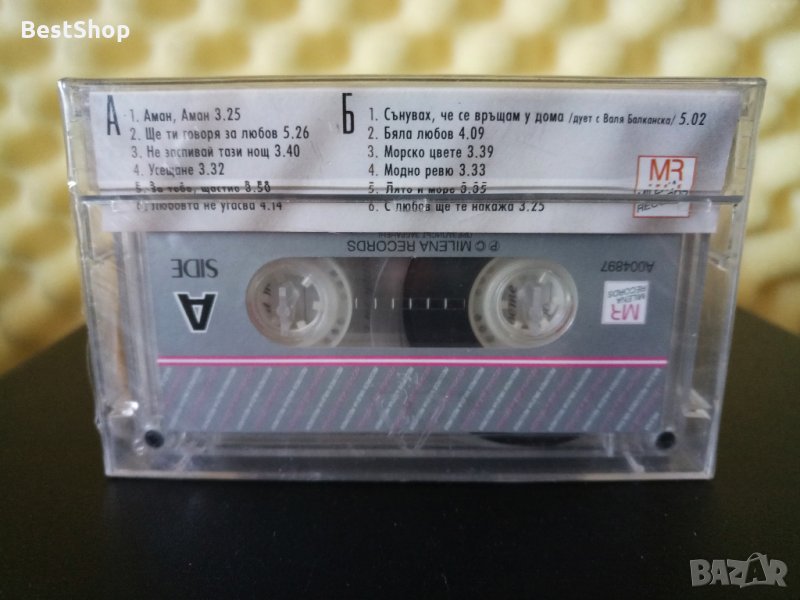 BestShop
А
1. Аман, Аман 3.25
2. Ще ти говоря за любов 5.26
3. Не заспивай тази нощ 3.40
4. Усещане 3.32
5. За тебе, щастие 3.58
6. Любовта не угасва 4.14
Б
1. Сънувах, че се връщам у дома /дует с Валя Балканска/ 5.02
2. Бяла любов 4.09
3. Морско цвете 3.39
4. Модно ревю 3.33
5. Лято и море 3.35
6. С любов ще те накажа 3.25
MR
℗ © MILENA RECORDS
SIDE
A
A004897
MR
MILENA
RECORDS
BAZAR